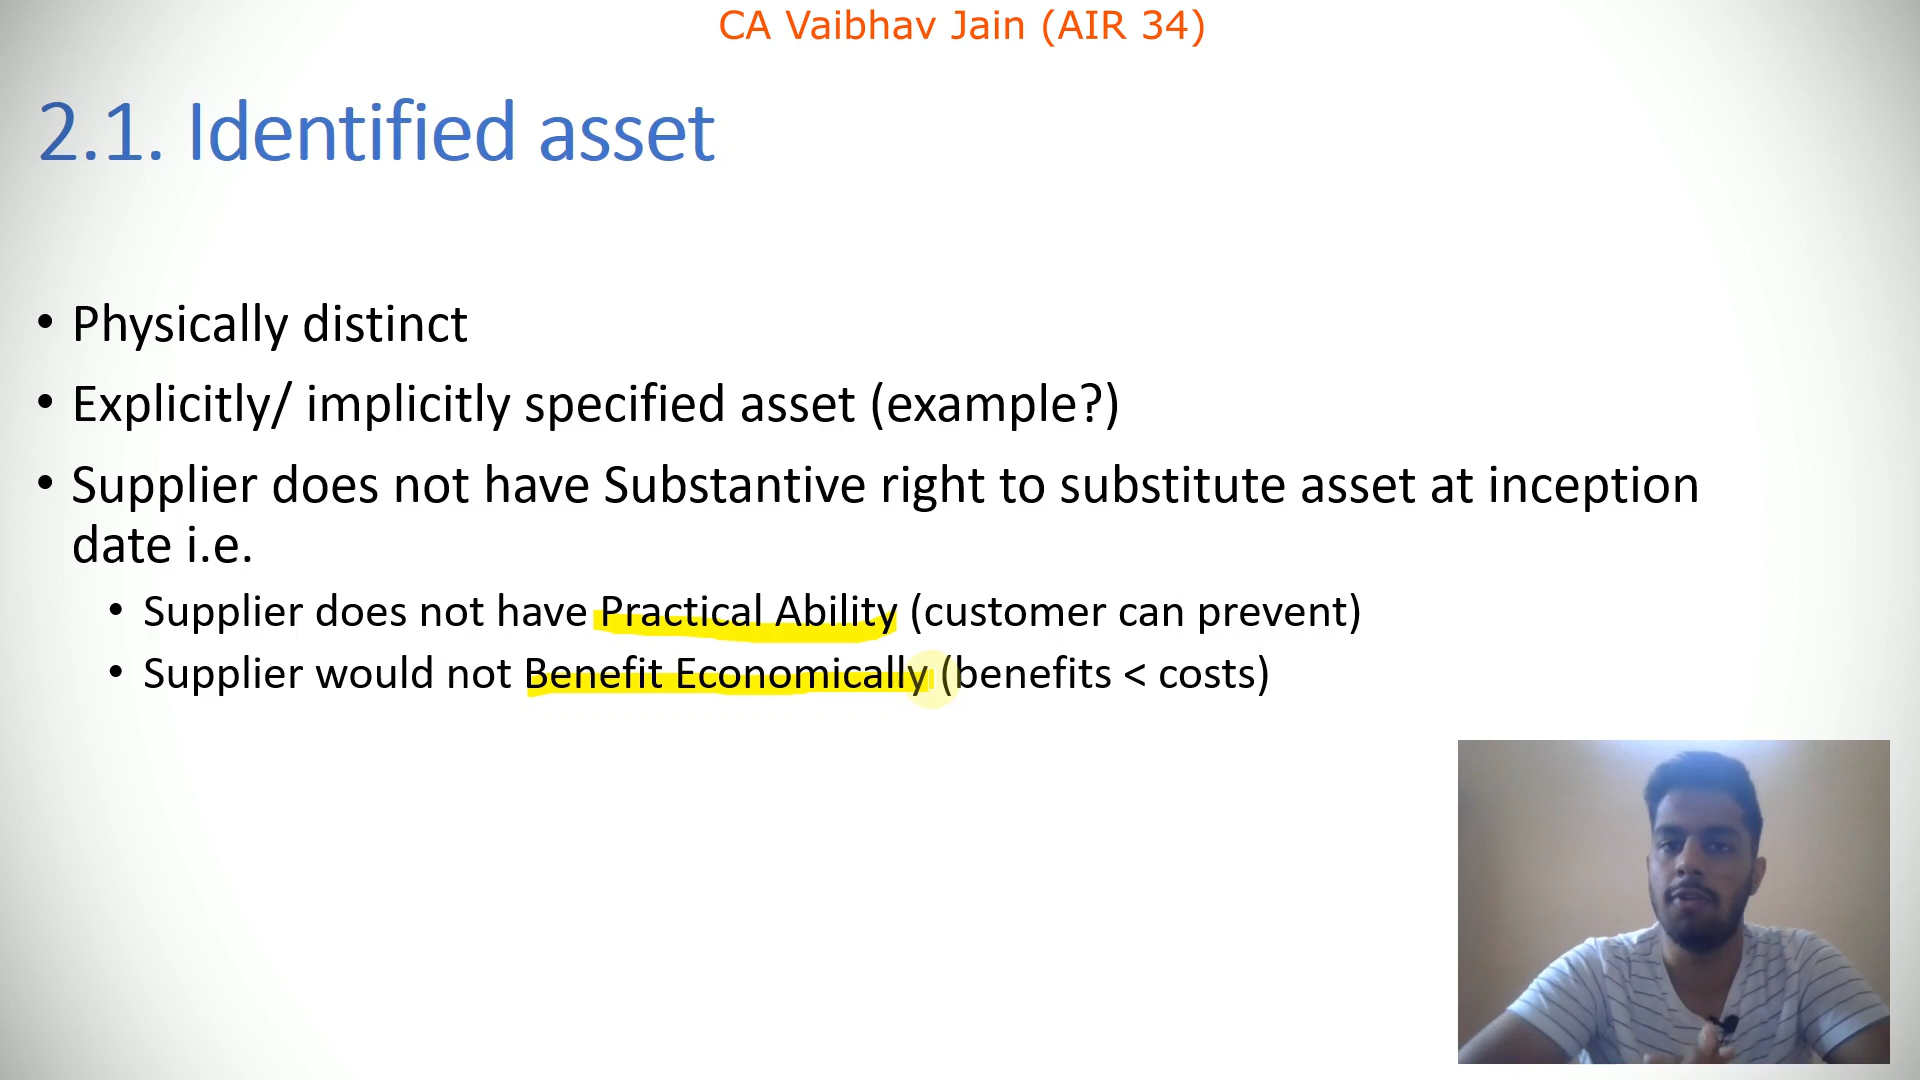 CA Vaibhav Jain (AIR 34)
2.1. Identified asset
• Physically distinct
• Explicitly/ implicitly specified asset (example?)
• Supplier does not have Substantive right to substitute asset at inception
date i.e.
• Supplier does not have Practical Ability (customer can prevent)
• Supplier would not Benefit Economically (benefits < costs)